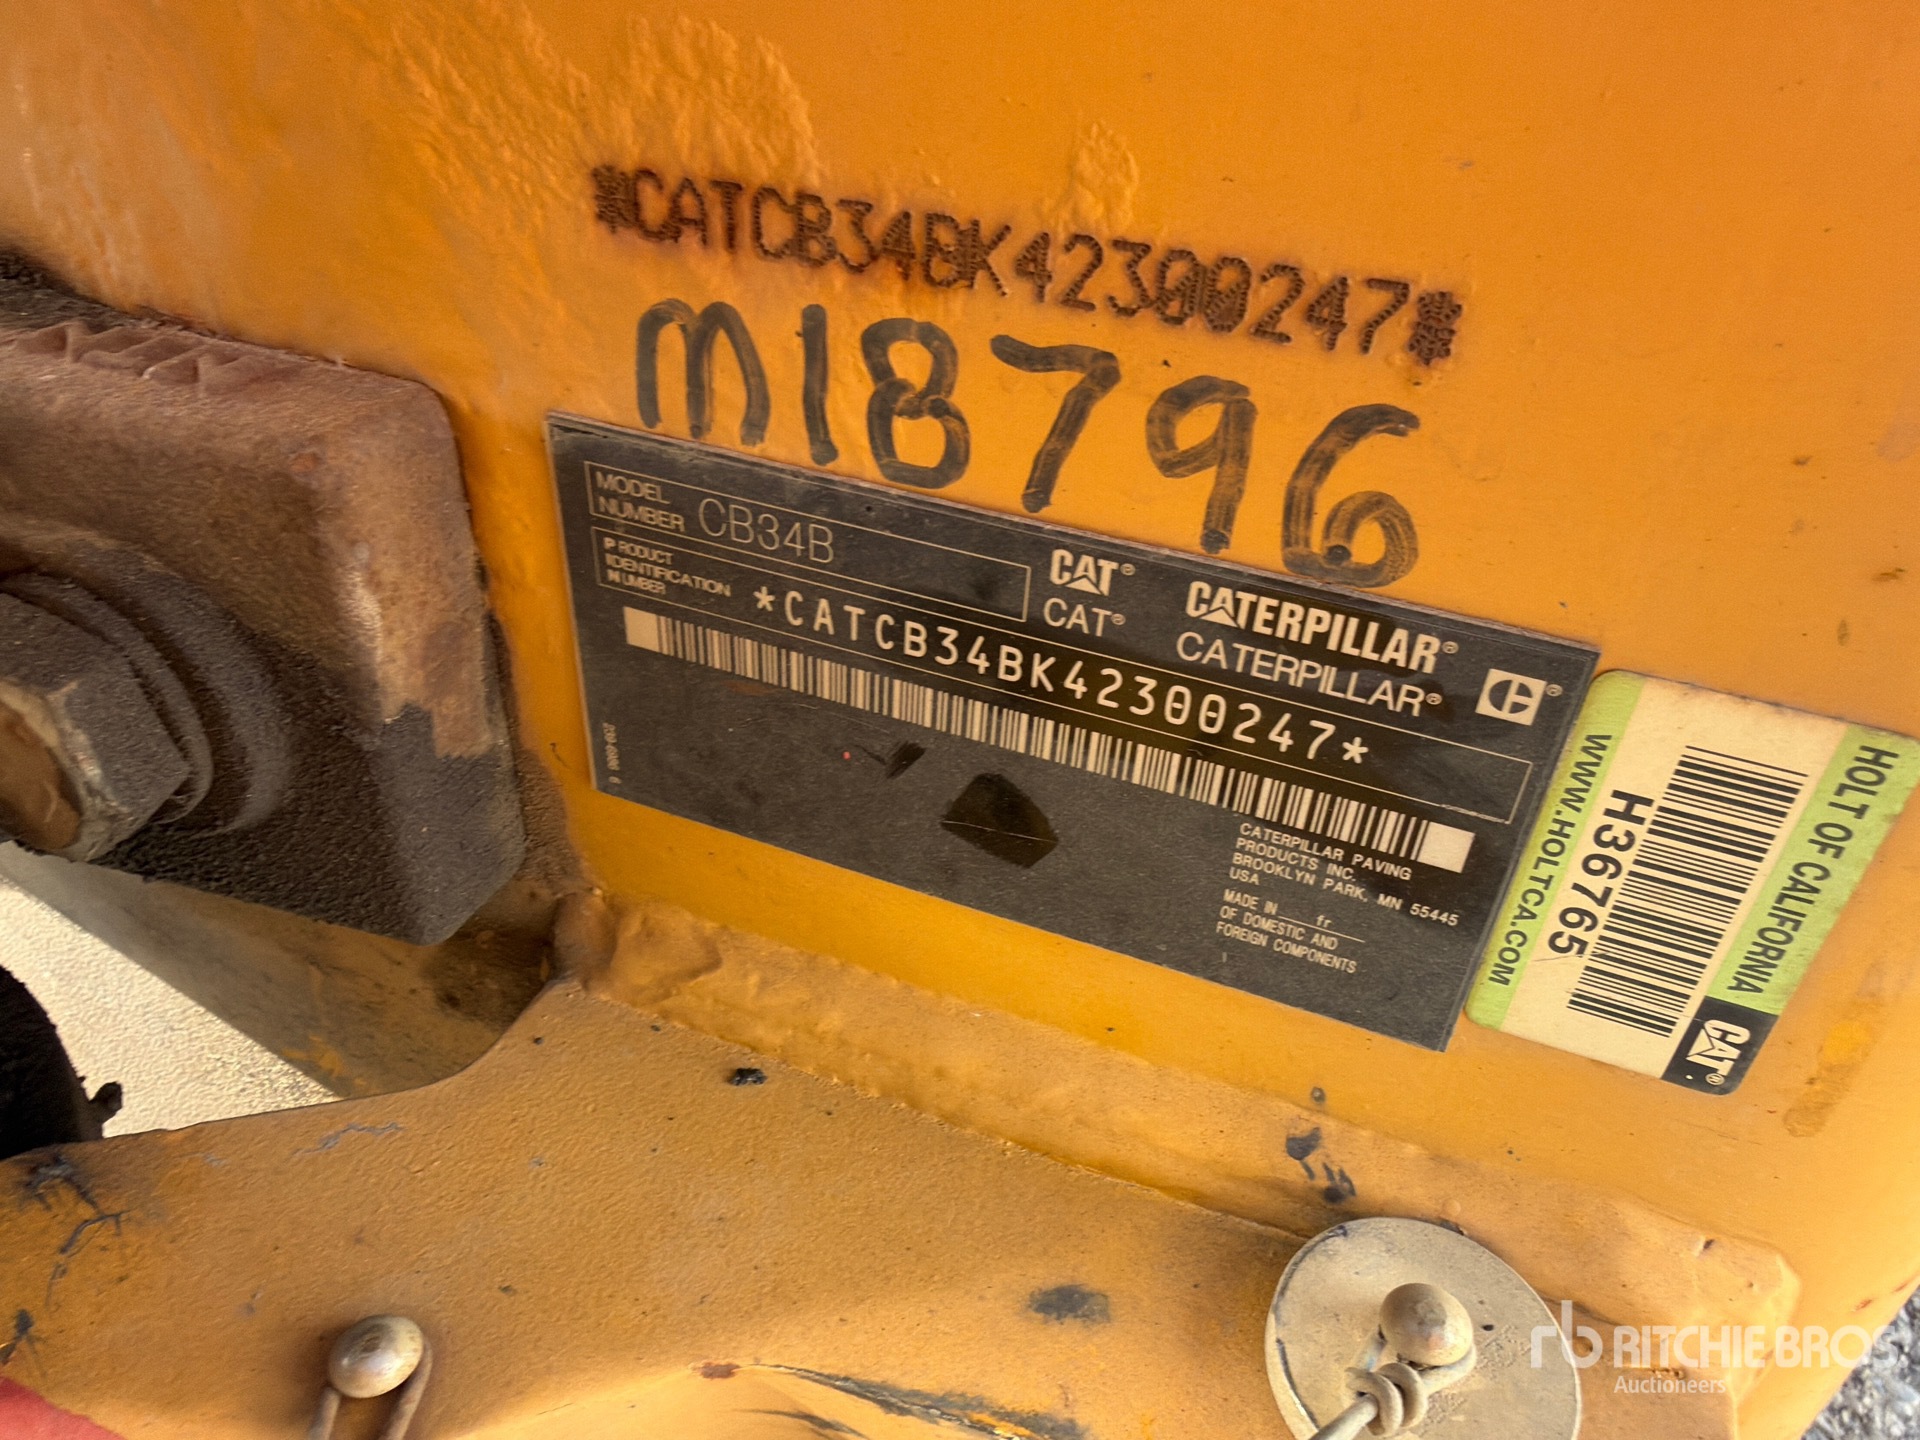 *CATCB34BK42300247*
M18796
MODEL
NUMBER
CB34B
PRODUCT
IDENTIFICATION
NUMBER
*CATCB34BK42300247*
CAT®
CAT®
CATERPILLAR®
CATERPILLAR®
CATERPILLAR PAVING
PRODUCTS INC.
BROOKLYN PARK, MN 55445
USA
MADE IN fr
OF DOMESTIC AND
FOREIGN COMPONENTS
HOLT OF CALIFORNIA
H36765
WWW.HOLTCA.COM
CAT®
rb RITCHIE BROS
Auctioneers